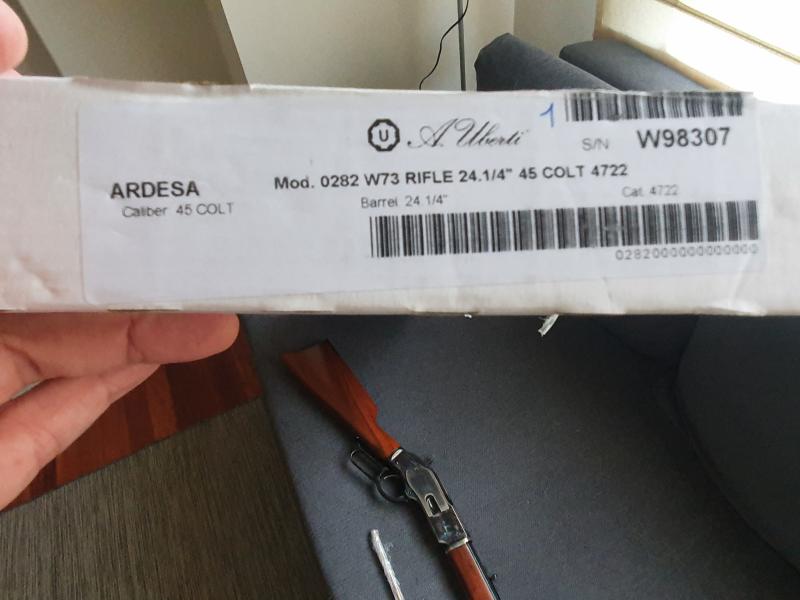 1
U A. Uberti
S/N W98307
ARDESA
Mod. 0282 W73 RIFLE 24.1/4" 45 COLT 4722
Caliber 45 COLT
Barrel 24.1/4"
Cat. 4722
0282000000000000